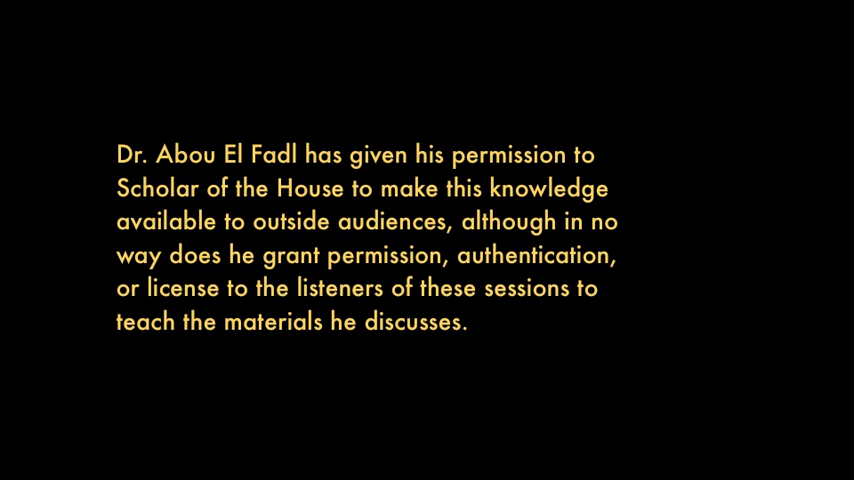 Dr. Abou El Fadl has given his permission to
Scholar of the House to make this knowledge
available to outside audiences, although in no
way does he grant permission, authentication,
or license to the listeners of these sessions to
teach the materials he discusses.